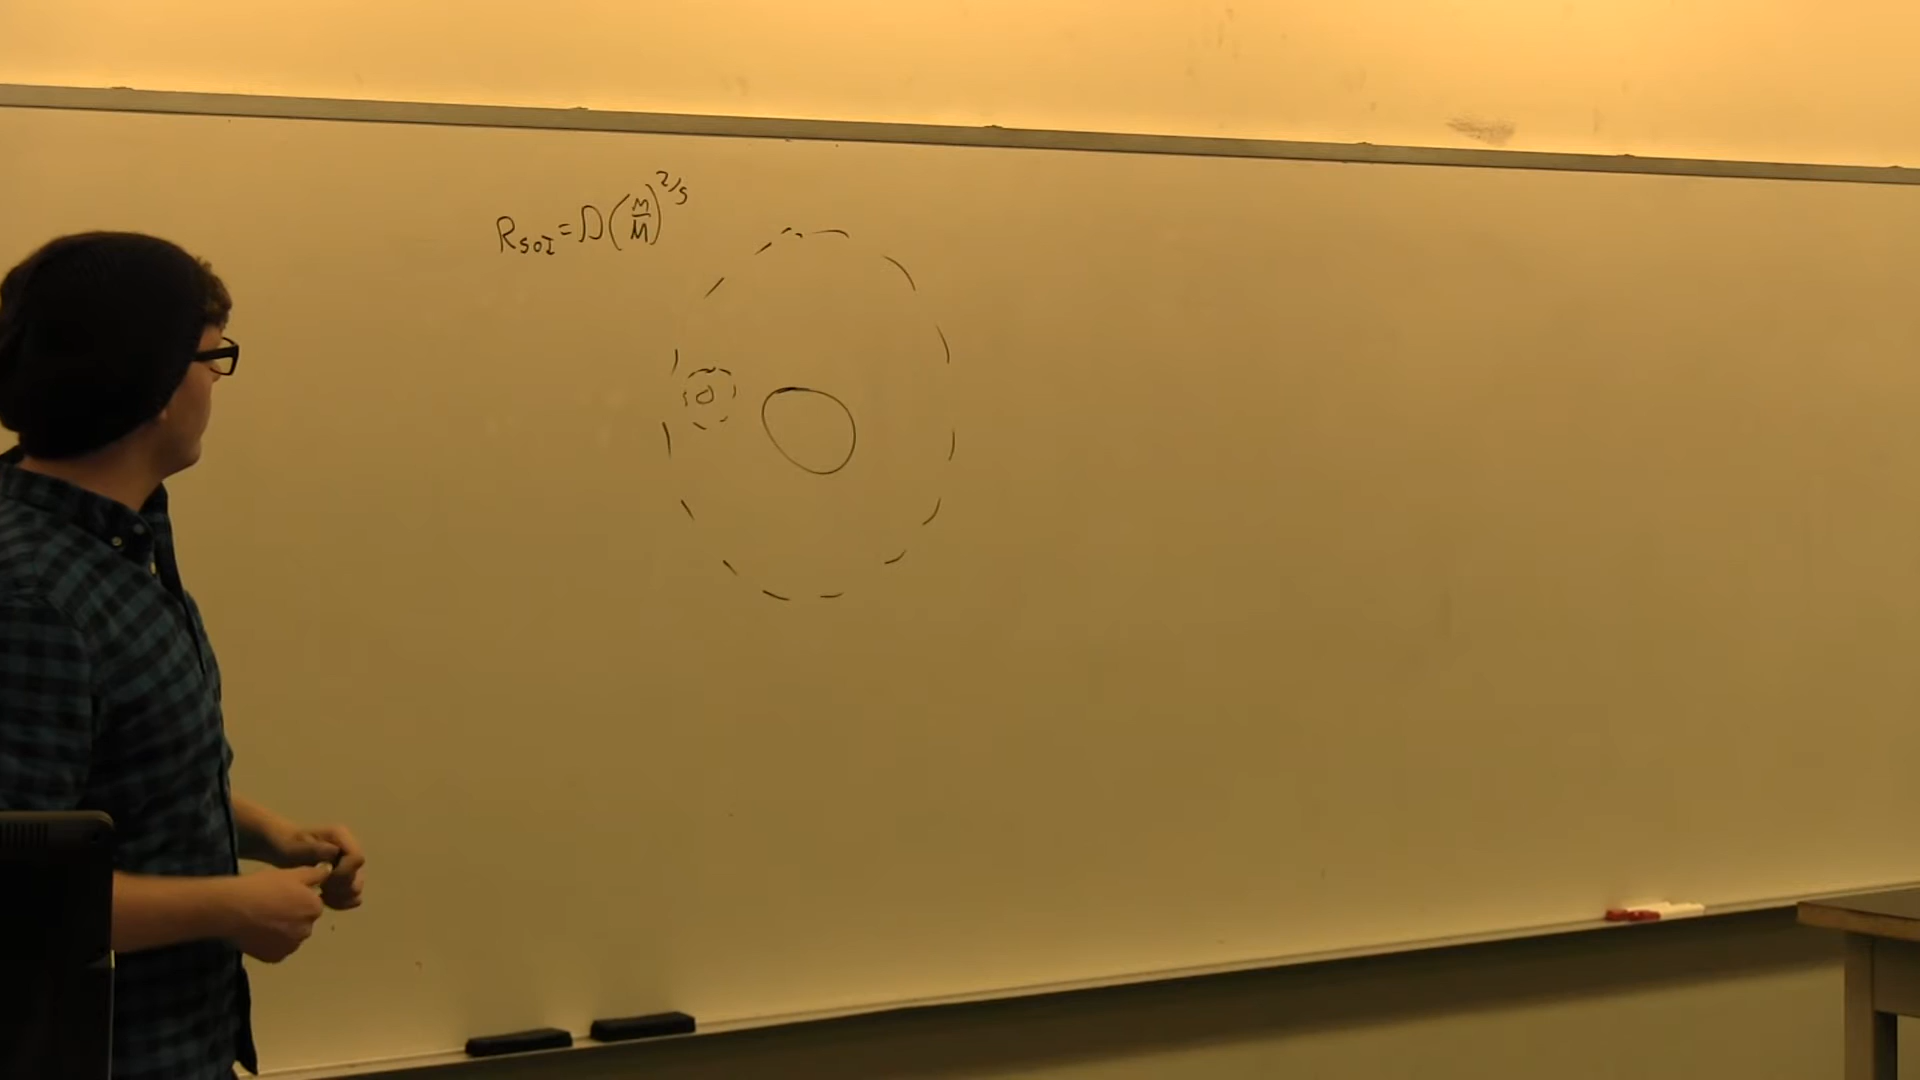 R_SOI = D(m/M)^2/5